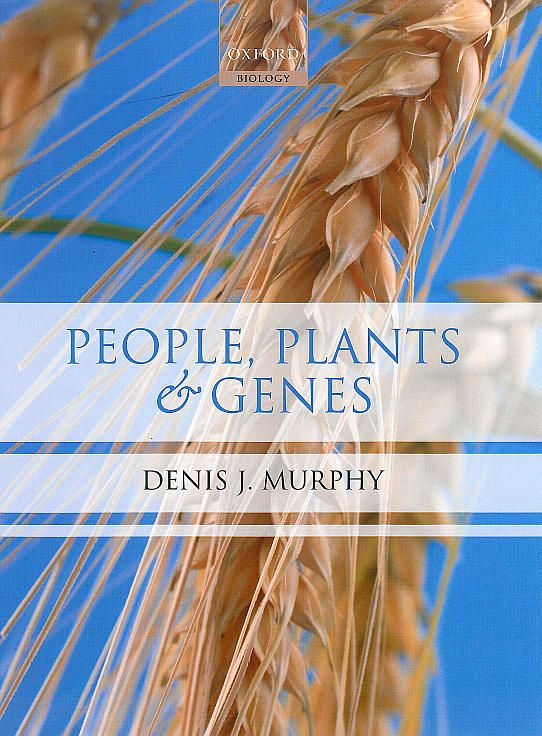 OXFORD
BIOLOGY
PEOPLE, PLANTS
& GENES
DENIS J. MURPHY